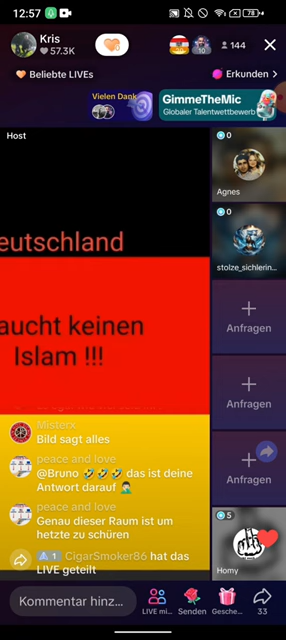 12:57
78
Kris
57.3K
10
144
Beliebte LIVEs
Erkunden
Vielen Dank
GimmeTheMic
Globaler Talentwettbewerb
Host
0
Agnes
0
stolze_sichlerin...
eutschland
aucht keinen
Islam !!!
Anfragen
Anfragen
Anfragen
Misterx
Bild sagt alles
peace and love
@Bruno 🤣🤣🤣 das ist deine
Antwort darauf 🤦🏻‍♂️
peace and love
Genau dieser Raum ist um
hetzte zu schüren
1 CigarSmoker86 hat das
LIVE geteilt
5
Homy
Kommentar hinz...
LIVE mi...
Senden
Gesche...
33